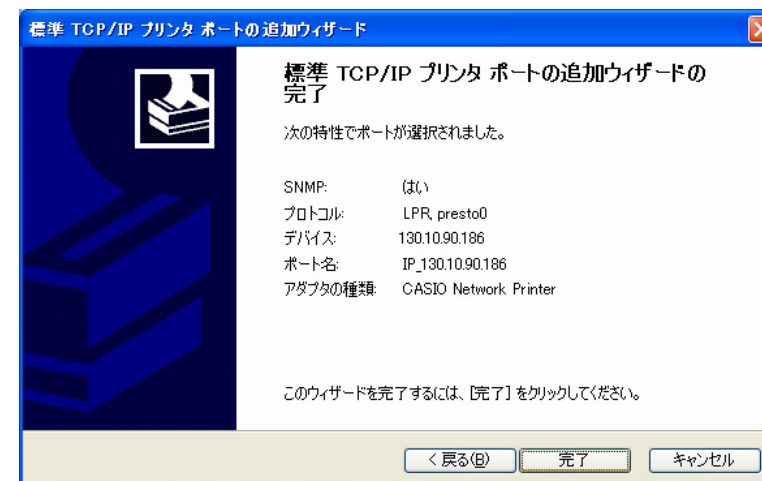 標準 TCP/IP プリンタ ポートの追加ウィザード
標準 TCP/IP プリンタ ポートの追加ウィザードの
完了
次の特性でポートが選択されました。
SNMP: はい
プロトコル: LPR, presto0
デバイス: 130.10.90.186
ポート名: IP_130.10.90.186
アダプタの種類: CASIO Network Printer
このウィザードを完了するには、[完了] をクリックしてください。
< 戻る(B) 完了 キャンセル